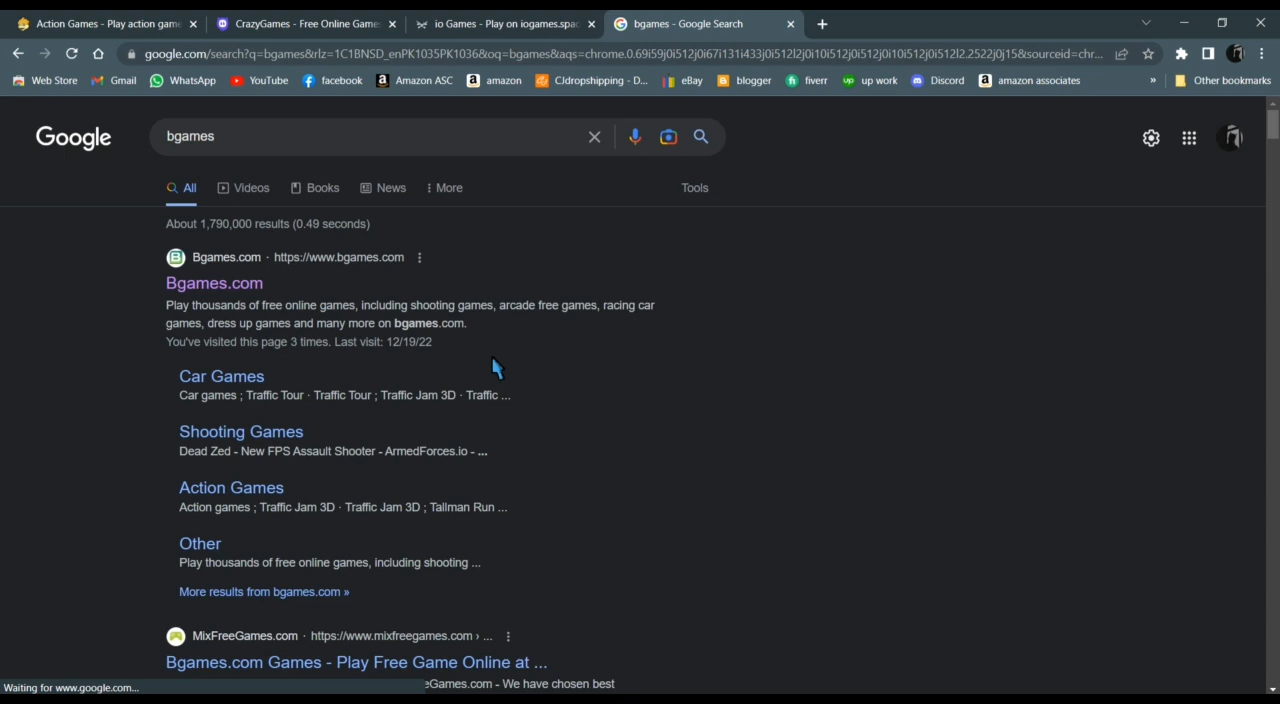 Action Games - Play action game
CrazyGames - Free Online Game
io Games - Play on iogames.spac
bgames - Google Search
google.com/search?q=bgames&rlz=1C1BNSD_enPK1035PK1036&oq=bgames&aqs=chrome.0.69i59j0i512j0i67i131i433j0i512l2j0i10i512j0i512j0i10i512j0i512l2.2522j0j15&sourceid=chr...
Web Store
Gmail
WhatsApp
YouTube
facebook
Amazon ASC
amazon
CJdropshipping - D...
eBay
blogger
fiverr
up work
Discord
amazon associates
»
Other bookmarks
Google
bgames
All
Videos
Books
News
More
Tools
About 1,790,000 results (0.49 seconds)
Bgames.com · https://www.bgames.com
Bgames.com
Play thousands of free online games, including shooting games, arcade free games, racing car
games, dress up games and many more on bgames.com.
You've visited this page 3 times. Last visit: 12/19/22
Car Games
Car games ; Traffic Tour · Traffic Tour ; Traffic Jam 3D · Traffic ...
Shooting Games
Dead Zed - New FPS Assault Shooter - ArmedForces.io - ...
Action Games
Action games ; Traffic Jam 3D · Traffic Jam 3D ; Tallman Run ...
Other
Play thousands of free online games, including shooting ...
More results from bgames.com »
MixFreeGames.com · https://www.mixfreegames.com › ...
Bgames.com Games - Play Free Game Online at ...
eGames.com - We have chosen best
Waiting for www.google.com...